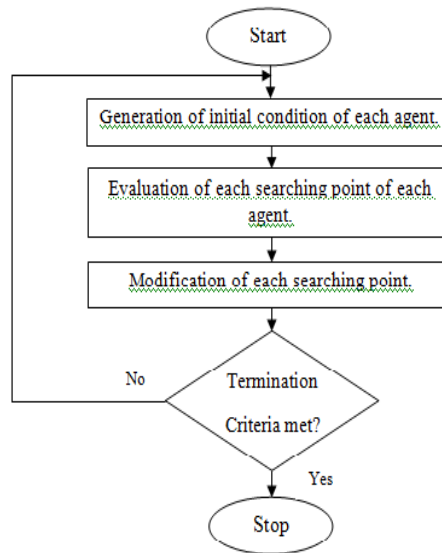 Start
Generation of initial condition of each agent.
Evaluation of each searching point of each
agent.
Modification of each searching point.
No
Termination
Criteria met?
Yes
Stop